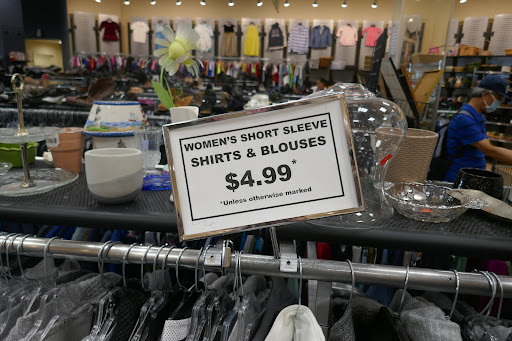 WOMEN'S SHORT SLEEVE
SHIRTS & BLOUSES
$4.99*
*Unless otherwise marked